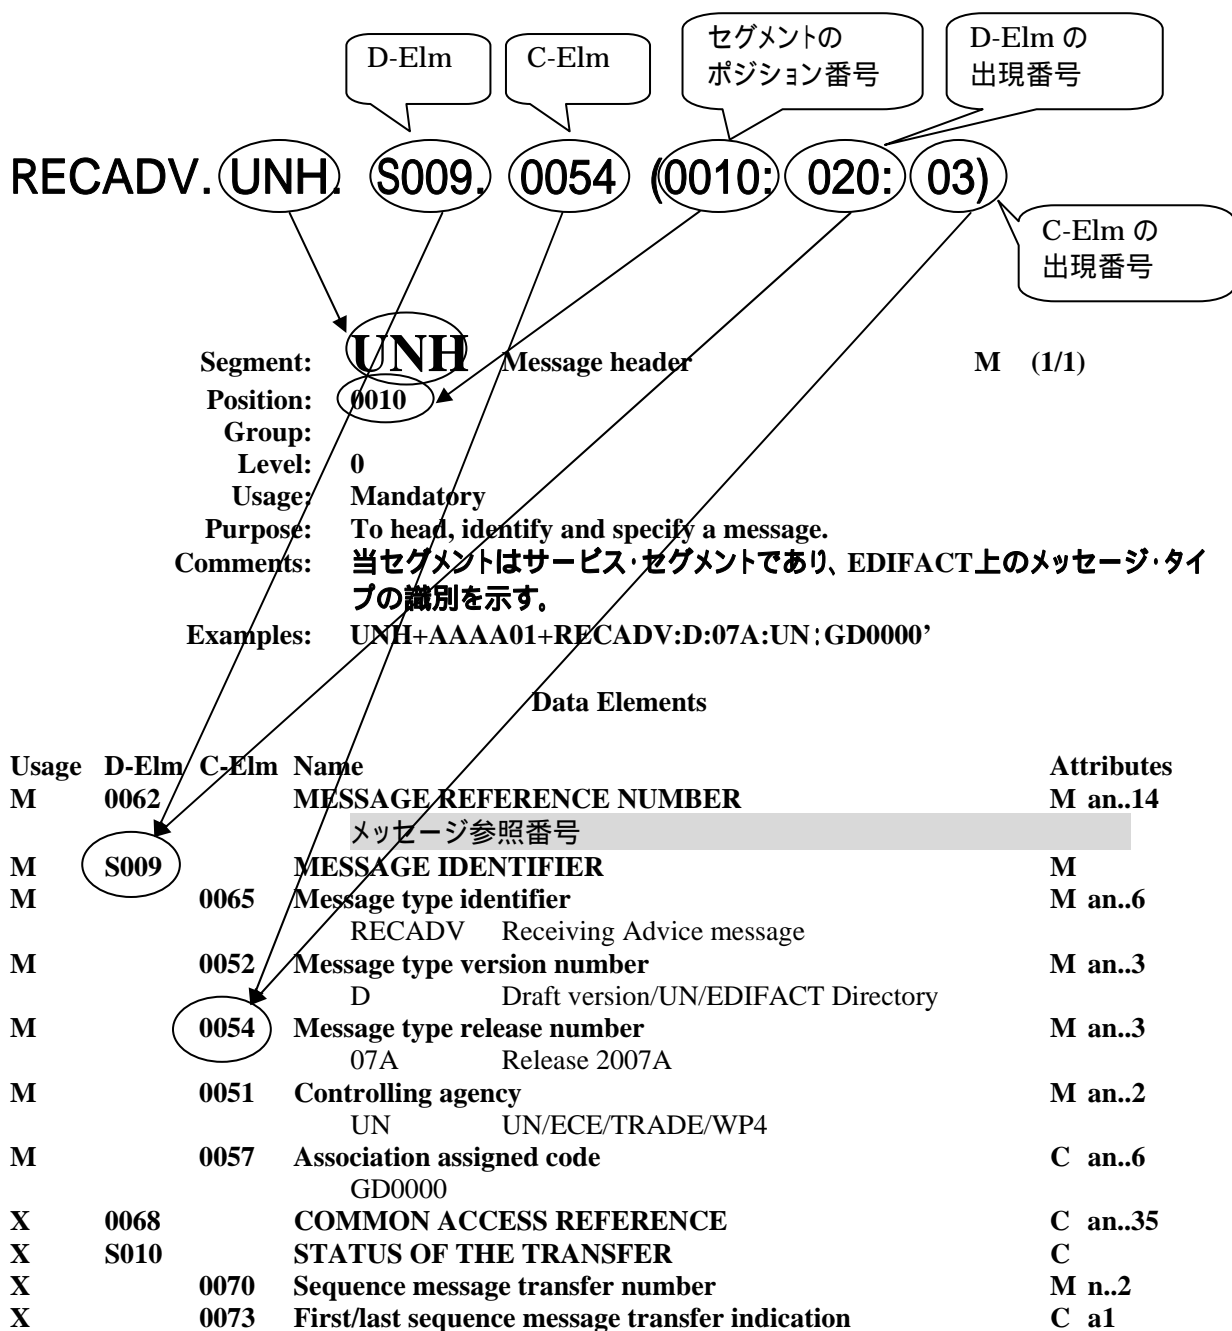 D-Elm
C-Elm
セグメントの
ポジション番号
D-Elm の
出現番号
RECADV. UNH. S009. 0054 (0010: 020: 03)
C-Elm の
出現番号
Segment: UNH Message header M (1/1)
Position: 0010
Group:
Level: 0
Usage: Mandatory
Purpose: To head, identify and specify a message.
Comments: 当セグメントはサービス・セグメントであり、EDIFACT上のメッセージ・タイ
プの識別を示す。
Examples: UNH+AAAA01+RECADV:D:07A:UN:GD0000’
Data Elements
Usage D-Elm C-Elm Name Attributes
M 0062 MESSAGE REFERENCE NUMBER M an..14
メッセージ参照番号
M S009 MESSAGE IDENTIFIER M
M 0065 Message type identifier M an..6
RECADV Receiving Advice message
M 0052 Message type version number M an..3
D Draft version/UN/EDIFACT Directory
M 0054 Message type release number M an..3
07A Release 2007A
M 0051 Controlling agency M an..2
UN UN/ECE/TRADE/WP4
M 0057 Association assigned code C an..6
GD0000
X 0068 COMMON ACCESS REFERENCE C an..35
X S010 STATUS OF THE TRANSFER C
X 0070 Sequence message transfer number M n..2
X 0073 First/last sequence message transfer indication C a1